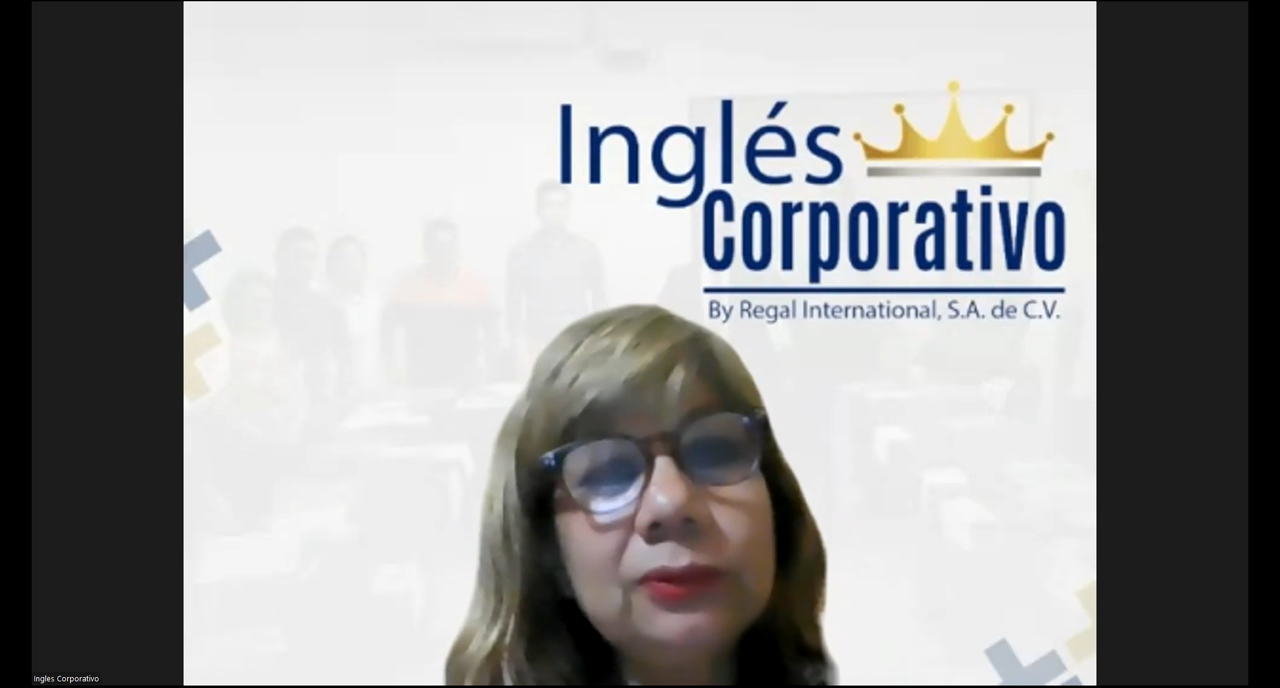 Inglés
Corporativo
By Regal International, S.A. de C.V.
Ingles Corporativo